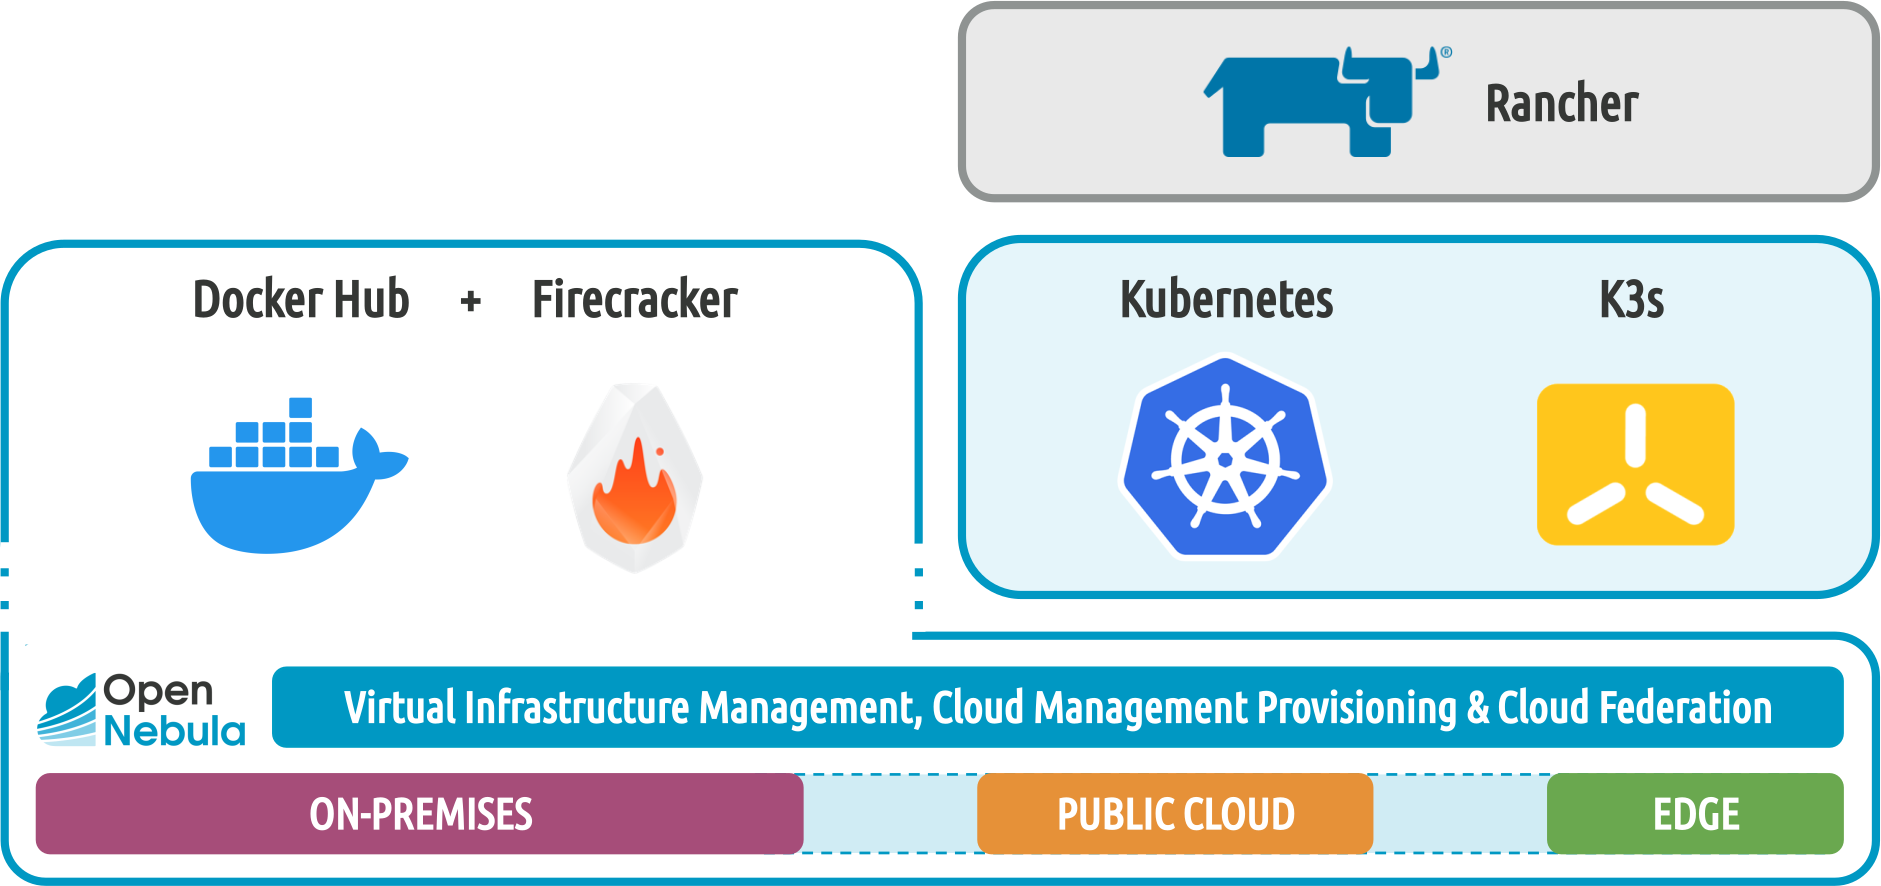 ®
Rancher
Docker Hub + Firecracker
Kubernetes
K3s
Open
Nebula
Virtual Infrastructure Management, Cloud Management Provisioning & Cloud Federation
ON-PREMISES
PUBLIC CLOUD
EDGE